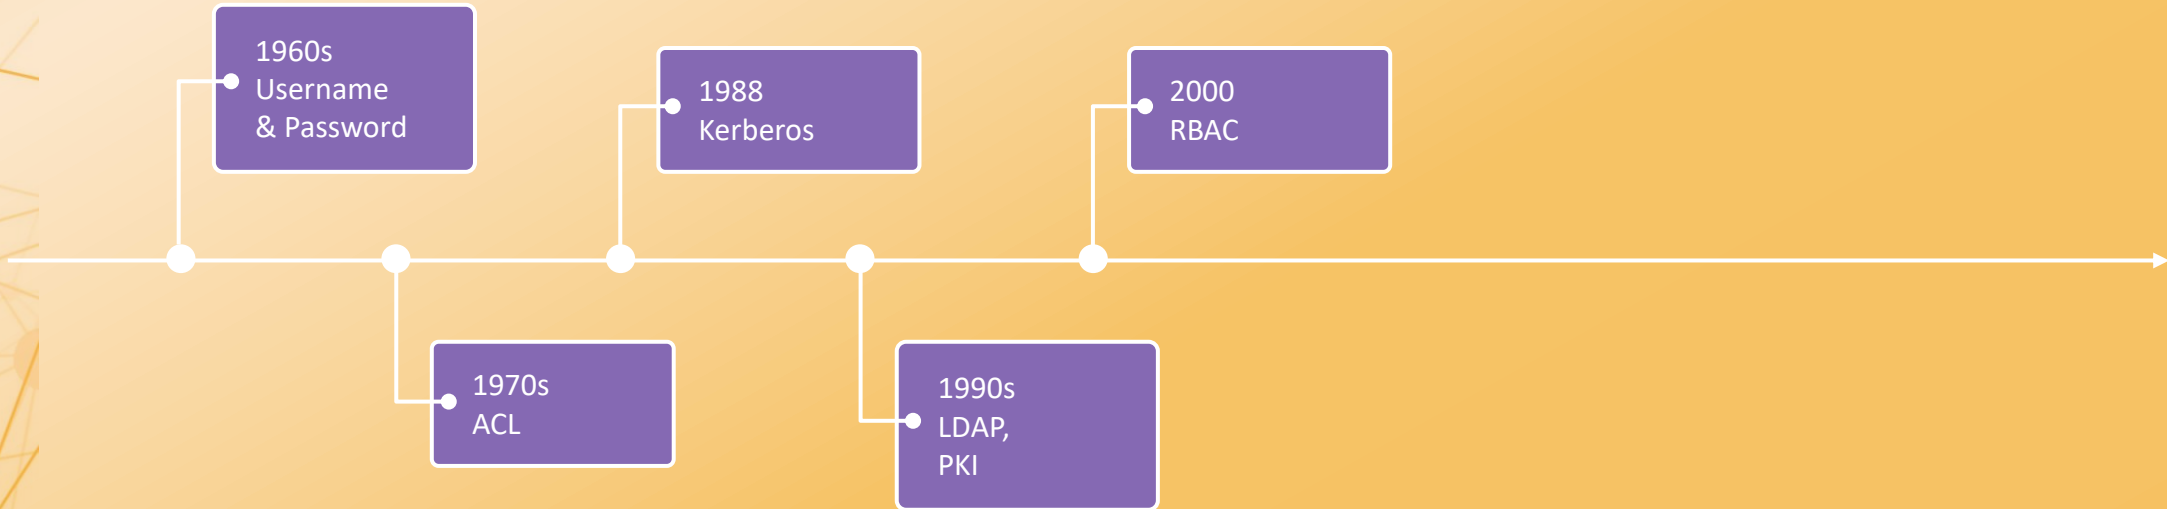 1960s
Username
& Password
1970s
ACL
1988
Kerberos
1990s
LDAP,
PKI
2000
RBAC